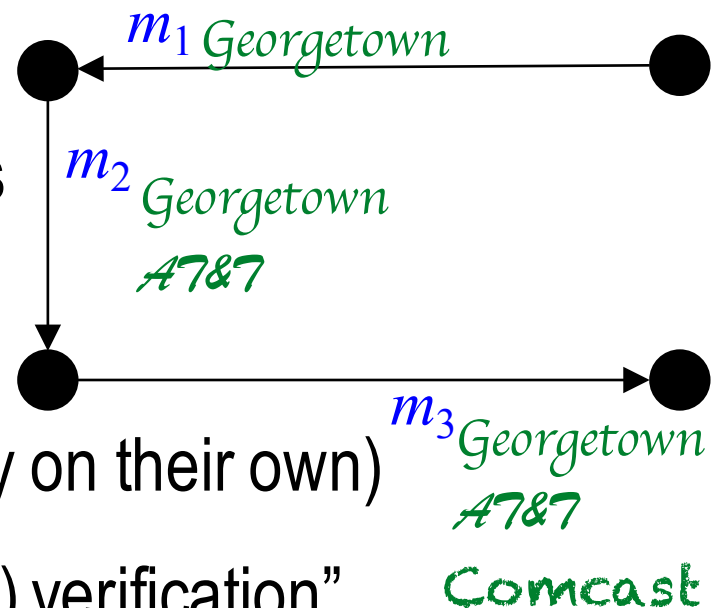 m1 Georgetown
s
m2 Georgetown
AT&T
m3 Georgetown
y on their own)
AT&T
) verification”
Comcast